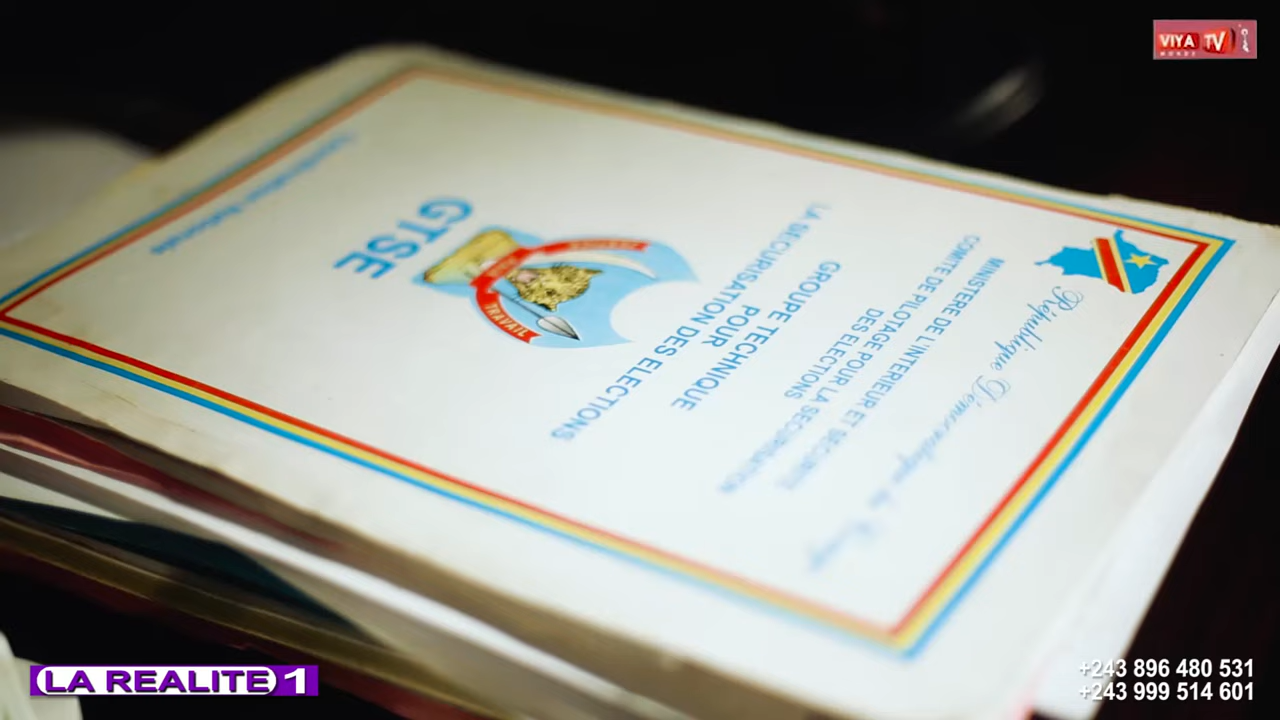 VIYA TV
MONDE
République Démocratique du Congo
MINISTERE DE L'INTERIEUR ET SECURITE
COMITE DE PILOTAGE POUR LA SECURISATION
DES ELECTIONS
GROUPE TECHNIQUE
POUR
LA SECURISATION DES ELECTIONS
TRAVAIL
GTSE
LA REALITE 1
+243 896 480 531
+243 999 514 601